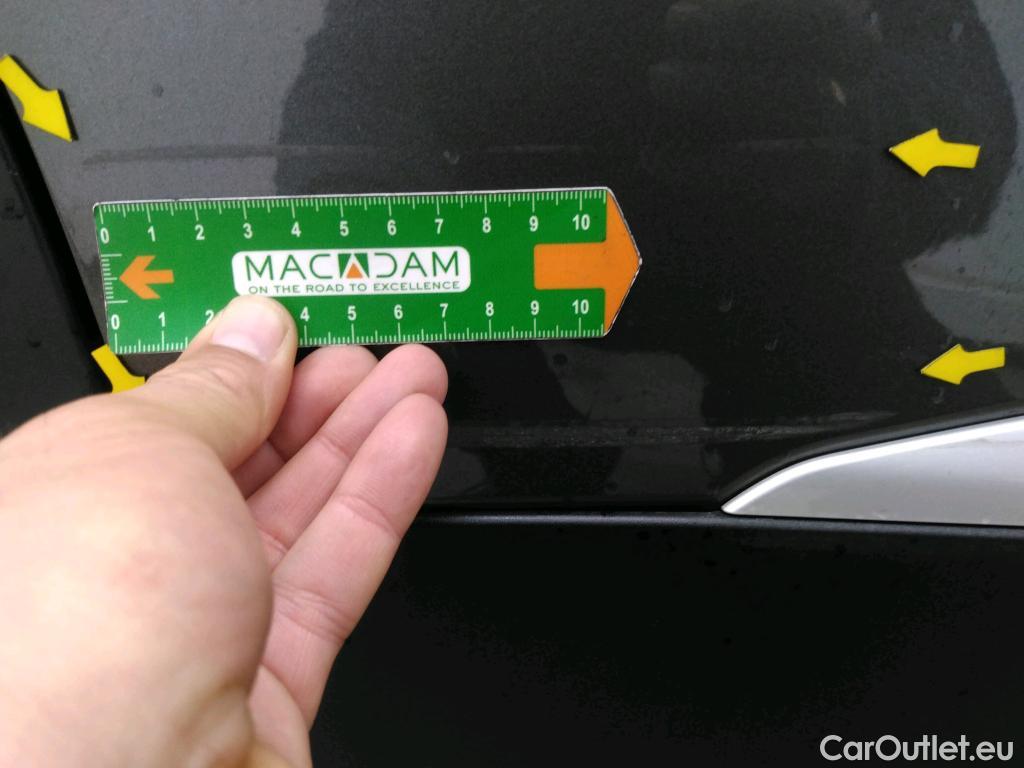 0 1 2 3 4 5 6 7 8 9 10
MACADAM
ON THE ROAD TO EXCELLENCE
0 1 2 4 5 6 7 8 9 10
CarOutlet.eu